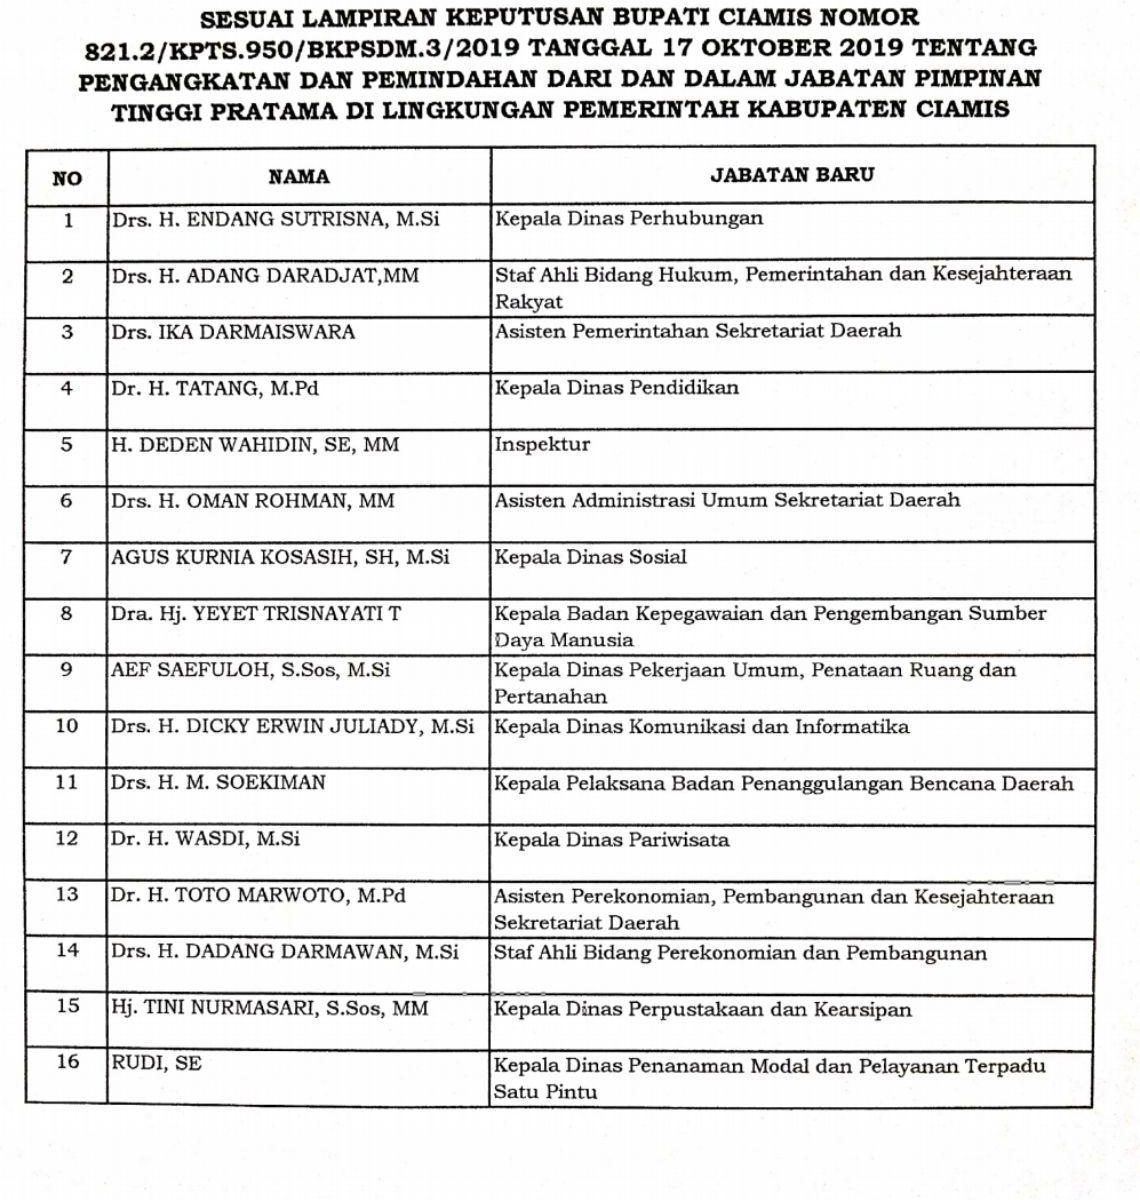 SESUAI LAMPIRAN KEPUTUSAN BUPATI CIAMIS NOMOR
821.2/KPTS.950/BKPSDM.3/2019 TANGGAL 17 OKTOBER 2019 TENTANG
PENGANGKATAN DAN PEMINDAHAN DARI DAN DALAM JABATAN PIMPINAN
TINGGI PRATAMA DI LINGKUNGAN PEMERINTAH KABUPATEN CIAMIS
NO NAMA JABATAN BARU
1 Drs. H. ENDANG SUTRISNA, M.Si Kepala Dinas Perhubungan
2 Drs. H. ADANG DARADJAT,MM Staf Ahli Bidang Hukum, Pemerintahan dan Kesejahteraan
Rakyat
3 Drs. IKA DARMAISWARA Asisten Pemerintahan Sekretariat Daerah
4 Dr. H. TATANG, M.Pd Kepala Dinas Pendidikan
5 H. DEDEN WAHIDIN, SE, MM Inspektur
6 Drs. H. OMAN ROHMAN, MM Asisten Administrasi Umum Sekretariat Daerah
7 AGUS KURNIA KOSASIH, SH, M.Si Kepala Dinas Sosial
8 Dra. Hj. YEYET TRISNAYATI T Kepala Badan Kepegawaian dan Pengembangan Sumber
Daya Manusia
9 AEF SAEFULOH, S.Sos, M.Si Kepala Dinas Pekerjaan Umum, Penataan Ruang dan
Pertanahan
10 Drs. H. DICKY ERWIN JULIADY, M.Si Kepala Dinas Komunikasi dan Informatika
11 Drs. H. M. SOEKIMAN Kepala Pelaksana Badan Penanggulangan Bencana Daerah
12 Dr. H. WASDI, M.Si Kepala Dinas Pariwisata
13 Dr. H. TOTO MARWOTO, M.Pd Asisten Perekonomian, Pembangunan dan Kesejahteraan
Sekretariat Daerah
14 Drs. H. DADANG DARMAWAN, M.Si Staf Ahli Bidang Perekonomian dan Pembangunan
15 Hj. TINI NURMASARI, S.Sos, MM Kepala Dinas Perpustakaan dan Kearsipan
16 RUDI, SE Kepala Dinas Penanaman Modal dan Pelayanan Terpadu
Satu Pintu